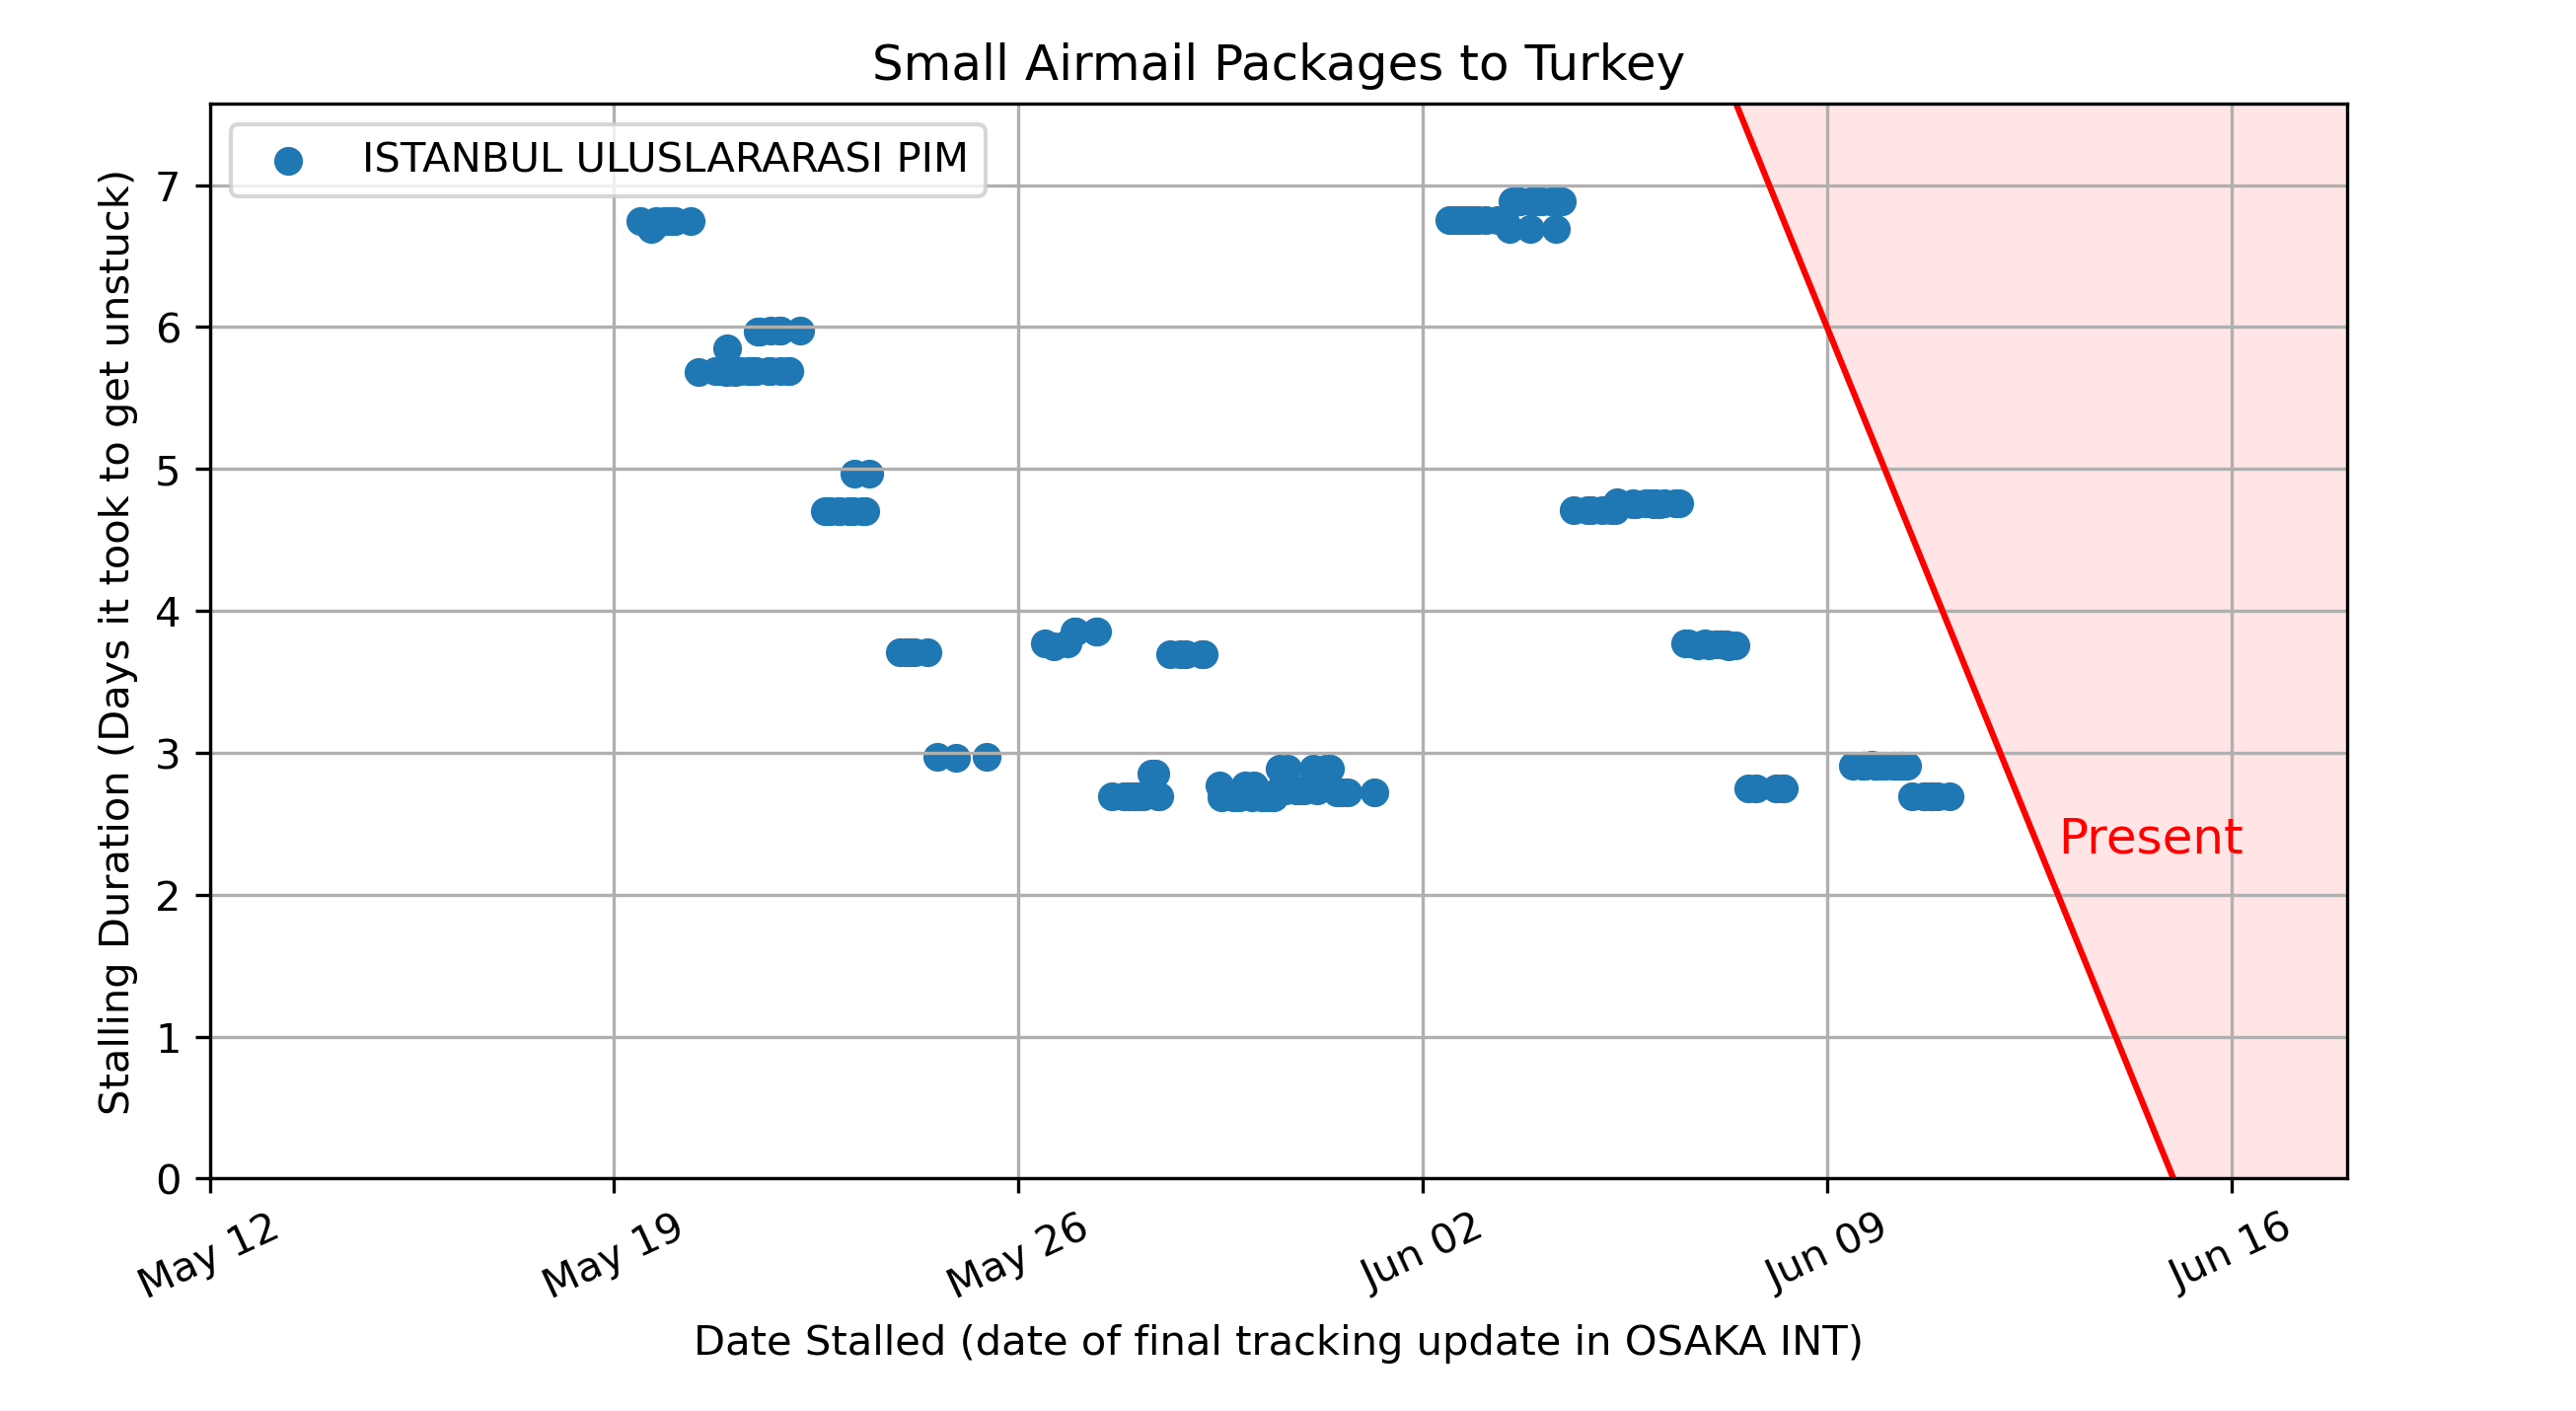 Small Airmail Packages to Turkey
ISTANBUL ULUSLARARASI PIM
Stalling Duration (Days it took to get unstuck)
7
6
5
4
3
2
1
0
Present
May 12
May 19
May 26
Jun 02
Jun 09
Jun 16
Date Stalled (date of final tracking update in OSAKA INT)